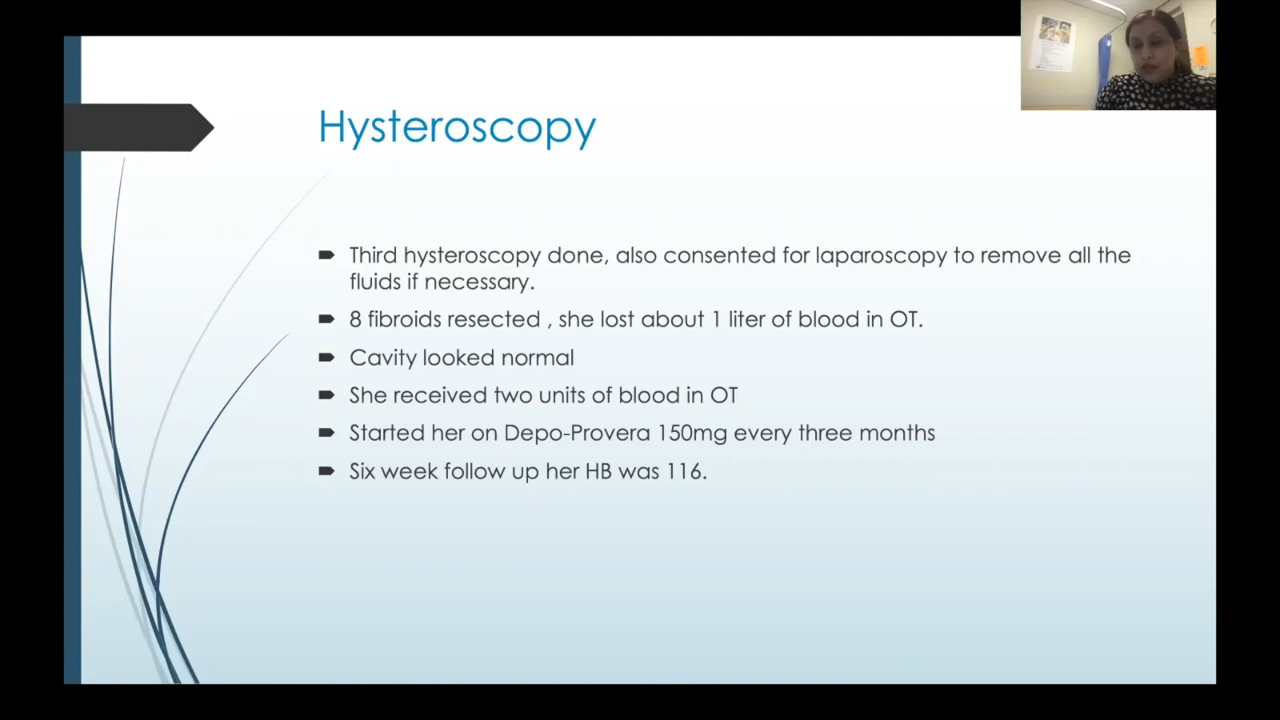 Hysteroscopy
Third hysteroscopy done, also consented for laparoscopy to remove all the
fluids if necessary.
8 fibroids resected , she lost about 1 liter of blood in OT.
Cavity looked normal
She received two units of blood in OT
Started her on Depo-Provera 150mg every three months
Six week follow up her HB was 116.